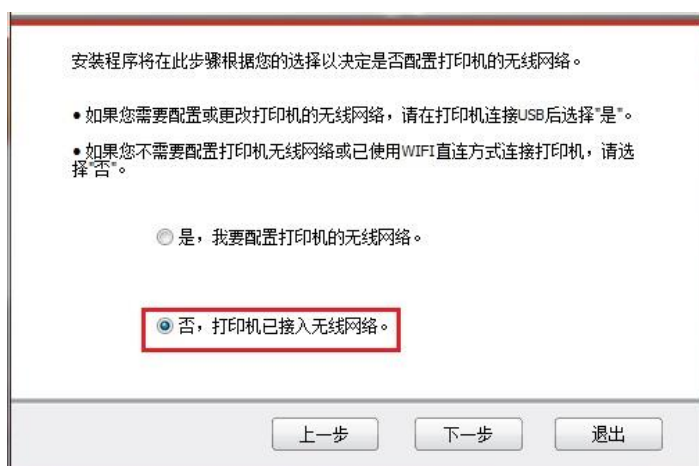 安装程序将在此步骤根据您的选择以决定是否配置打印机的无线网络。
• 如果您需要配置或更改打印机的无线网络，请在打印机连接USB后选择"是"。
• 如果您不需要配置打印机无线网络或已使用WIFI直连方式连接打印机，请选
择"否"。
是，我要配置打印机的无线网络。
否，打印机已接入无线网络。
上一步 下一步 退出